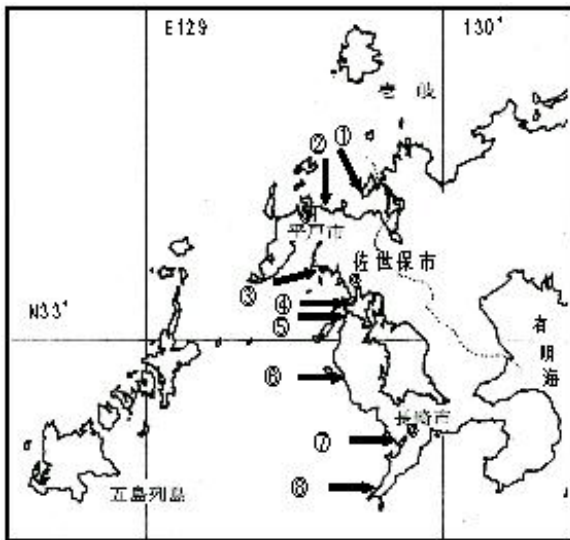 E129
130°
壱岐
①
②
平戸市
佐世保市
③
④
⑤
N33°
有明海
⑥
長崎市
⑦
⑧
五島列島